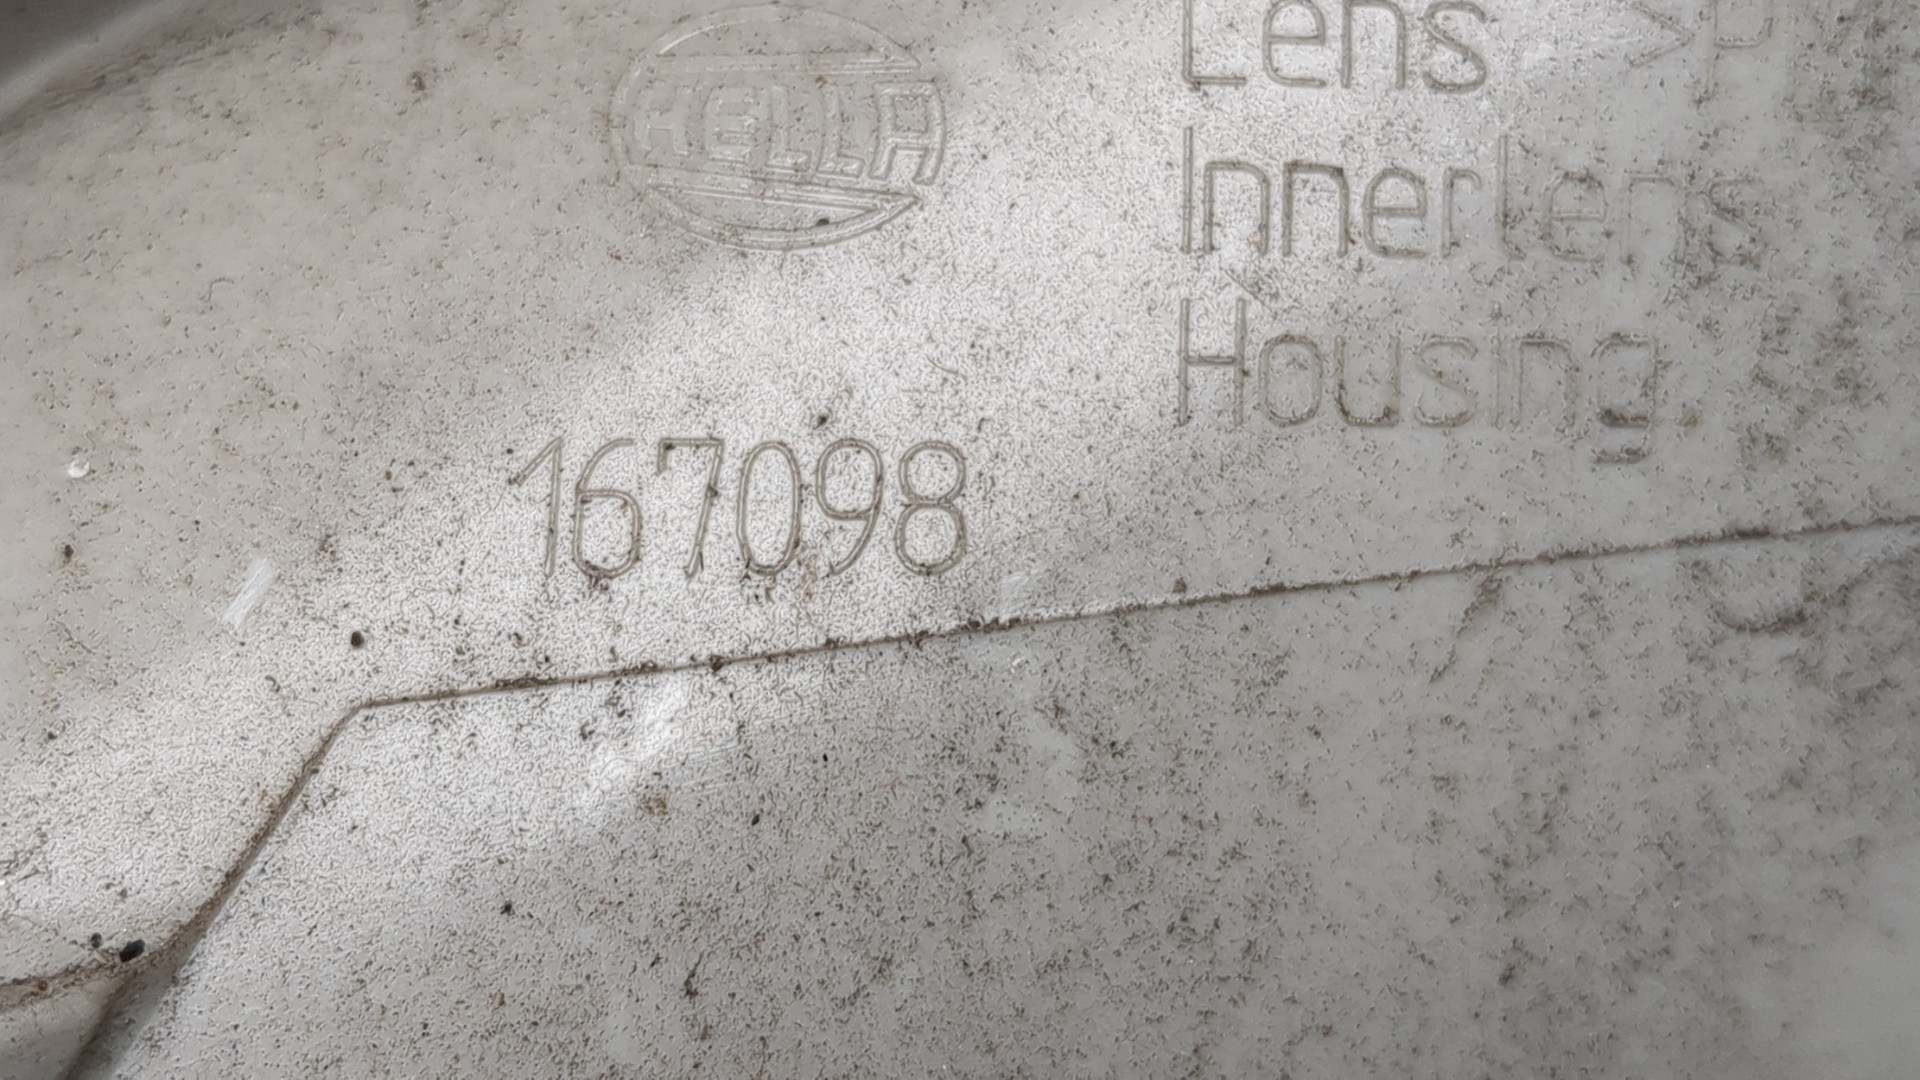 HELLA
Lens >P
Innerlens
Housing
167098